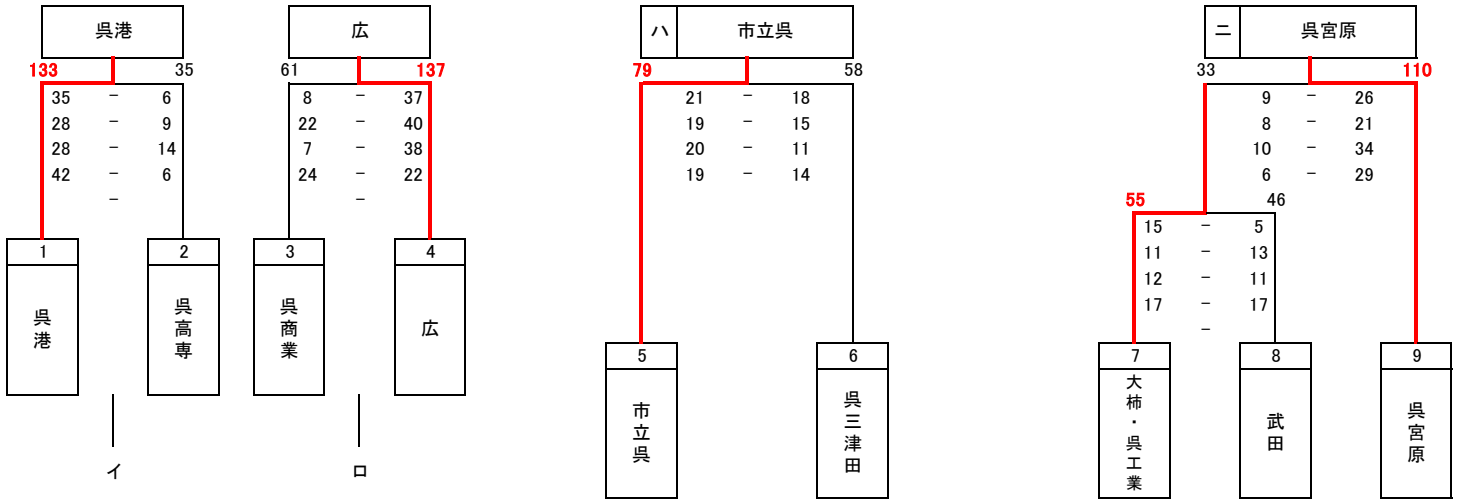 呉港
広
ハ 市立呉
ニ 呉宮原
133 35 61 137 79 58 33 110
35 - 6 8 - 37 21 - 18 9 - 26
28 - 9 22 - 40 19 - 15 8 - 21
28 - 14 7 - 38 20 - 11 10 - 34
42 - 6 24 - 22 19 - 14 6 - 29
- - 55 46
15 - 5
11 - 13
12 - 11
17 - 17
-
1 2 3 4
呉港
呉高専
呉商業
広
5 6 7 8 9
市立呉
呉三津田
大柿・呉工業
武田
呉宮原
イ ロ